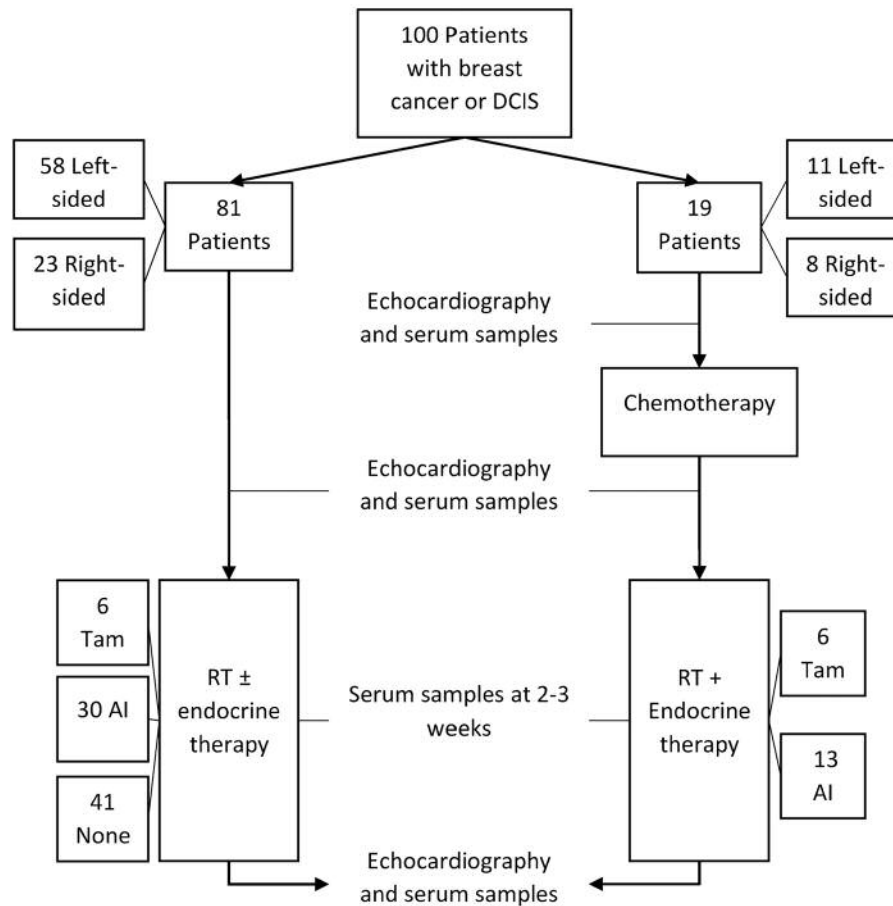 100 Patients
with breast
cancer or DCIS
58 Left-
sided
23 Right-
sided
81
Patients
19
Patients
11 Left-
sided
8 Right-
sided
Echocardiography
and serum samples
Chemotherapy
Echocardiography
and serum samples
6
Tam
30 AI
41
None
RT ±
endocrine
therapy
Serum samples at 2-3
weeks
RT +
Endocrine
therapy
6
Tam
13
AI
Echocardiography
and serum samples